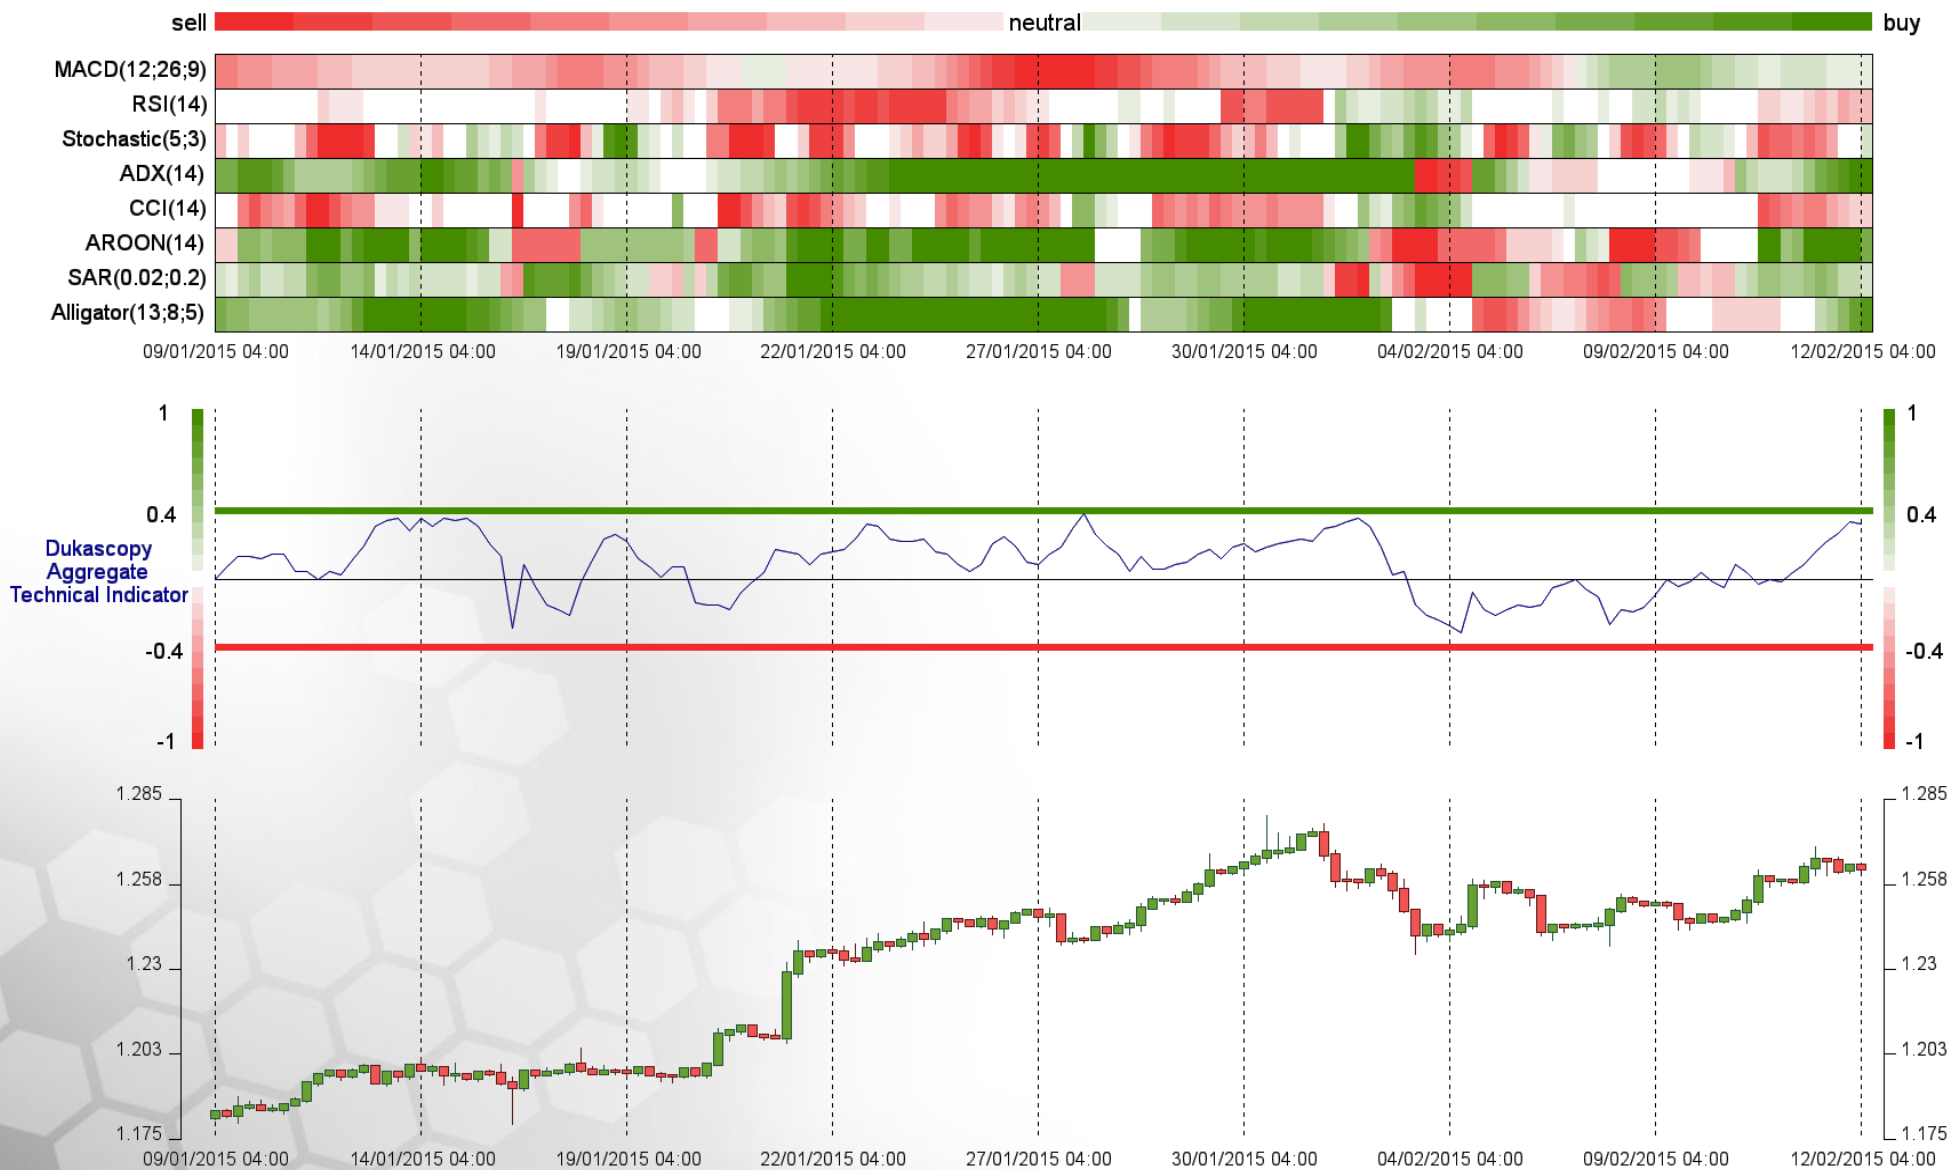 sell neutral buy
MACD(12;26;9)
RSI(14)
Stochastic(5;3)
ADX(14)
CCI(14)
AROON(14)
SAR(0.02;0.2)
Alligator(13;8;5)
09/01/2015 04:00 14/01/2015 04:00 19/01/2015 04:00 22/01/2015 04:00 27/01/2015 04:00 30/01/2015 04:00 04/02/2015 04:00 09/02/2015 04:00 12/02/2015 04:00
1 1
0.4 0.4
Dukascopy
Aggregate
Technical Indicator
-0.4 -0.4
-1 -1
1.285 1.285
1.258 1.258
1.23 1.23
1.203 1.203
1.175 1.175
09/01/2015 04:00 14/01/2015 04:00 19/01/2015 04:00 22/01/2015 04:00 27/01/2015 04:00 30/01/2015 04:00 04/02/2015 04:00 09/02/2015 04:00 12/02/2015 04:00